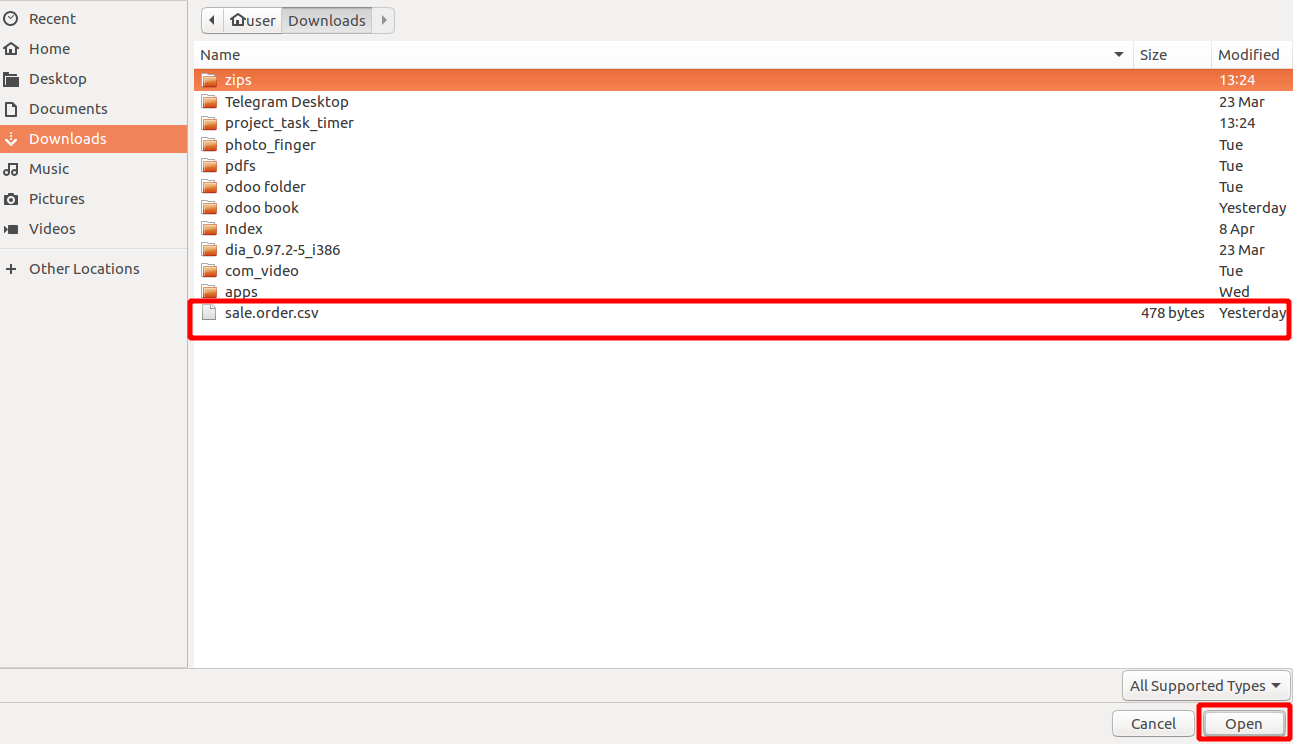 Recent
Home
Desktop
Documents
Downloads
Music
Pictures
Videos
Other Locations
user Downloads
Name Size Modified
zips 13:24
Telegram Desktop 23 Mar
project_task_timer 13:24
photo_finger Tue
pdfs Tue
odoo folder Tue
odoo book Yesterday
Index 8 Apr
dia_0.97.2-5_i386 23 Mar
com_video Tue
apps Wed
sale.order.csv 478 bytes Yesterday
All Supported Types
Cancel Open